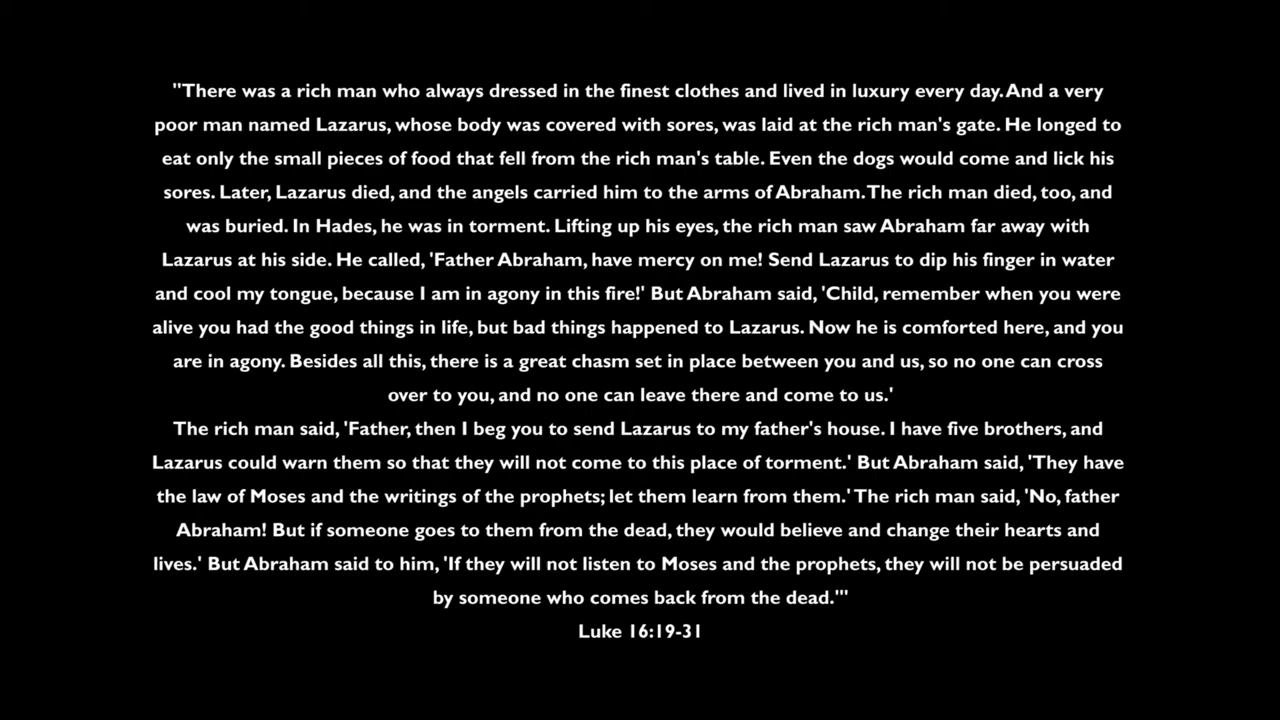 "There was a rich man who always dressed in the finest clothes and lived in luxury every day. And a very
poor man named Lazarus, whose body was covered with sores, was laid at the rich man's gate. He longed to
eat only the small pieces of food that fell from the rich man's table. Even the dogs would come and lick his
sores. Later, Lazarus died, and the angels carried him to the arms of Abraham. The rich man died, too, and
was buried. In Hades, he was in torment. Lifting up his eyes, the rich man saw Abraham far away with
Lazarus at his side. He called, 'Father Abraham, have mercy on me! Send Lazarus to dip his finger in water
and cool my tongue, because I am in agony in this fire!' But Abraham said, 'Child, remember when you were
alive you had the good things in life, but bad things happened to Lazarus. Now he is comforted here, and you
are in agony. Besides all this, there is a great chasm set in place between you and us, so no one can cross
over to you, and no one can leave there and come to us.'
The rich man said, 'Father, then I beg you to send Lazarus to my father's house. I have five brothers, and
Lazarus could warn them so that they will not come to this place of torment.' But Abraham said, 'They have
the law of Moses and the writings of the prophets; let them learn from them.' The rich man said, 'No, father
Abraham! But if someone goes to them from the dead, they would believe and change their hearts and
lives.' But Abraham said to him, 'If they will not listen to Moses and the prophets, they will not be persuaded
by someone who comes back from the dead.'"
Luke 16:19-31